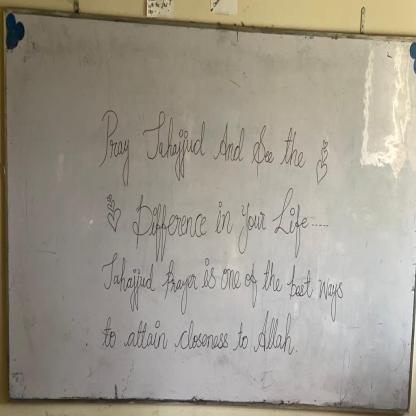 Pray Tahajjud And See the
Difference in Your Life.....
Tahajjud Prayer is one of the best ways
to attain closeness to Allah.